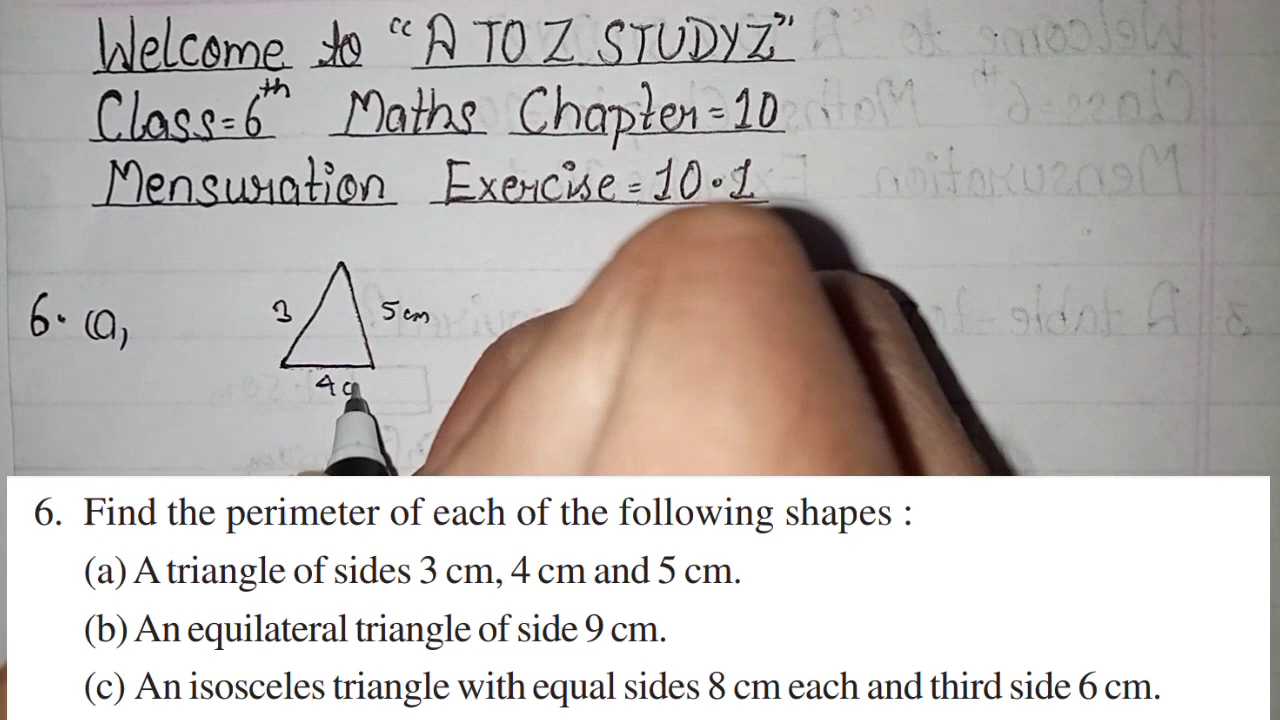 Welcome to "A TO Z STUDYZ"
Class=6th Maths Chapter=10
Mensuration Exercise=10.1
6. (a,
3
5cm
4c
6. Find the perimeter of each of the following shapes :
(a) A triangle of sides 3 cm, 4 cm and 5 cm.
(b) An equilateral triangle of side 9 cm.
(c) An isosceles triangle with equal sides 8 cm each and third side 6 cm.